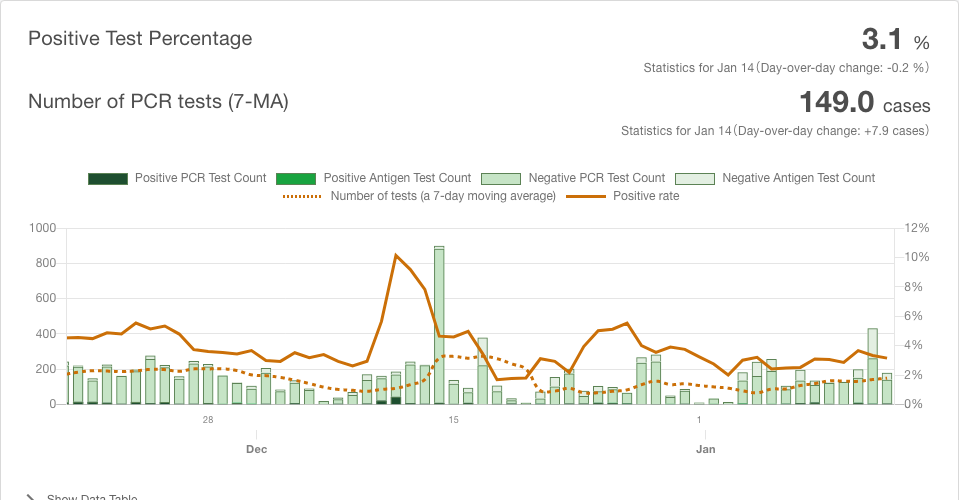 Positive Test Percentage
3.1 %
Statistics for Jan 14（Day-over-day change: -0.2 %）
Number of PCR tests (7-MA)
149.0 cases
Statistics for Jan 14（Day-over-day change: +7.9 cases）
Positive PCR Test Count Positive Antigen Test Count Negative PCR Test Count Negative Antigen Test Count
Number of tests (a 7-day moving average) Positive rate
1000 12%
10%
800
8%
600
6%
400
4%
200
2%
0 0%
28 15 1
Dec Jan
Show Data Table